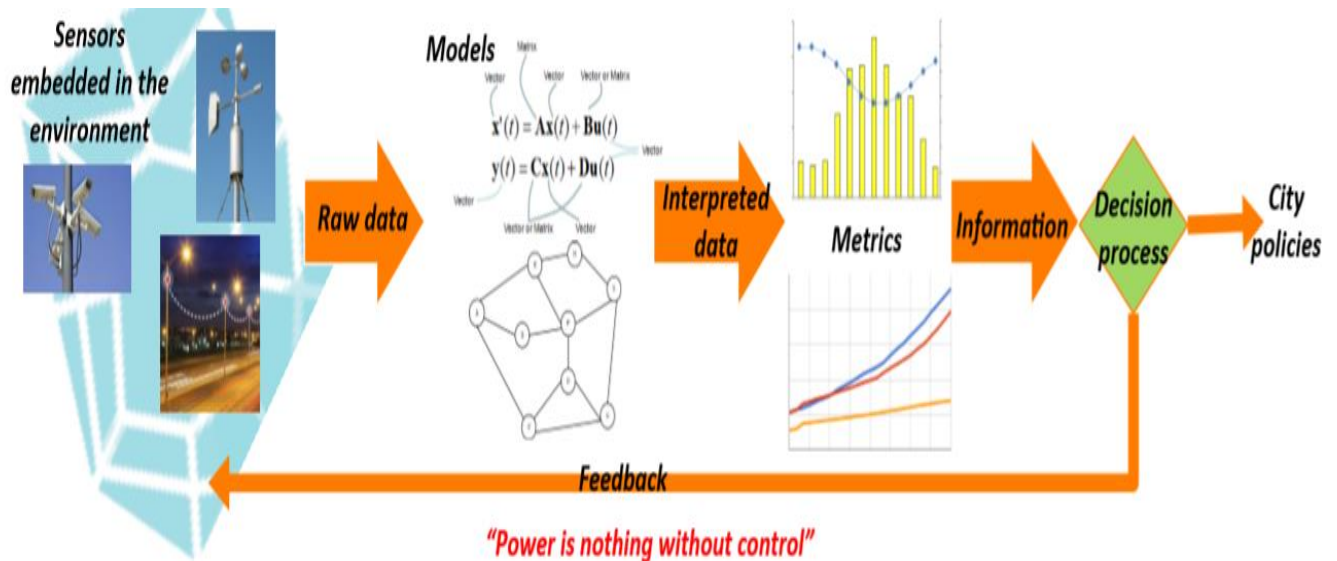 Sensors
embedded in the
environment
Raw data
Models
Matrix
Vector
Vector
Vector or Matrix
x'(t) = Ax(t) + Bu(t)
Vector
y(t) = Cx(t) + Du(t)
Vector
Vector or Matrix
Vector
Interpreted
data
Metrics
Information
Decision
process
City
policies
Feedback
“Power is nothing without control”